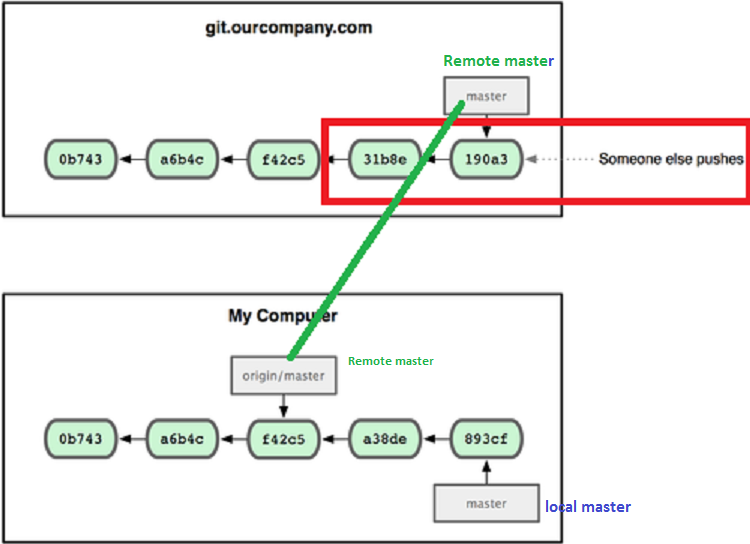 git.ourcompany.com
Remote master
master
0b743
a6b4c
f42c5
31b8e
190a3
Someone else pushes
My Computer
origin/master
Remote master
0b743
a6b4c
f42c5
a38de
893cf
master
local master